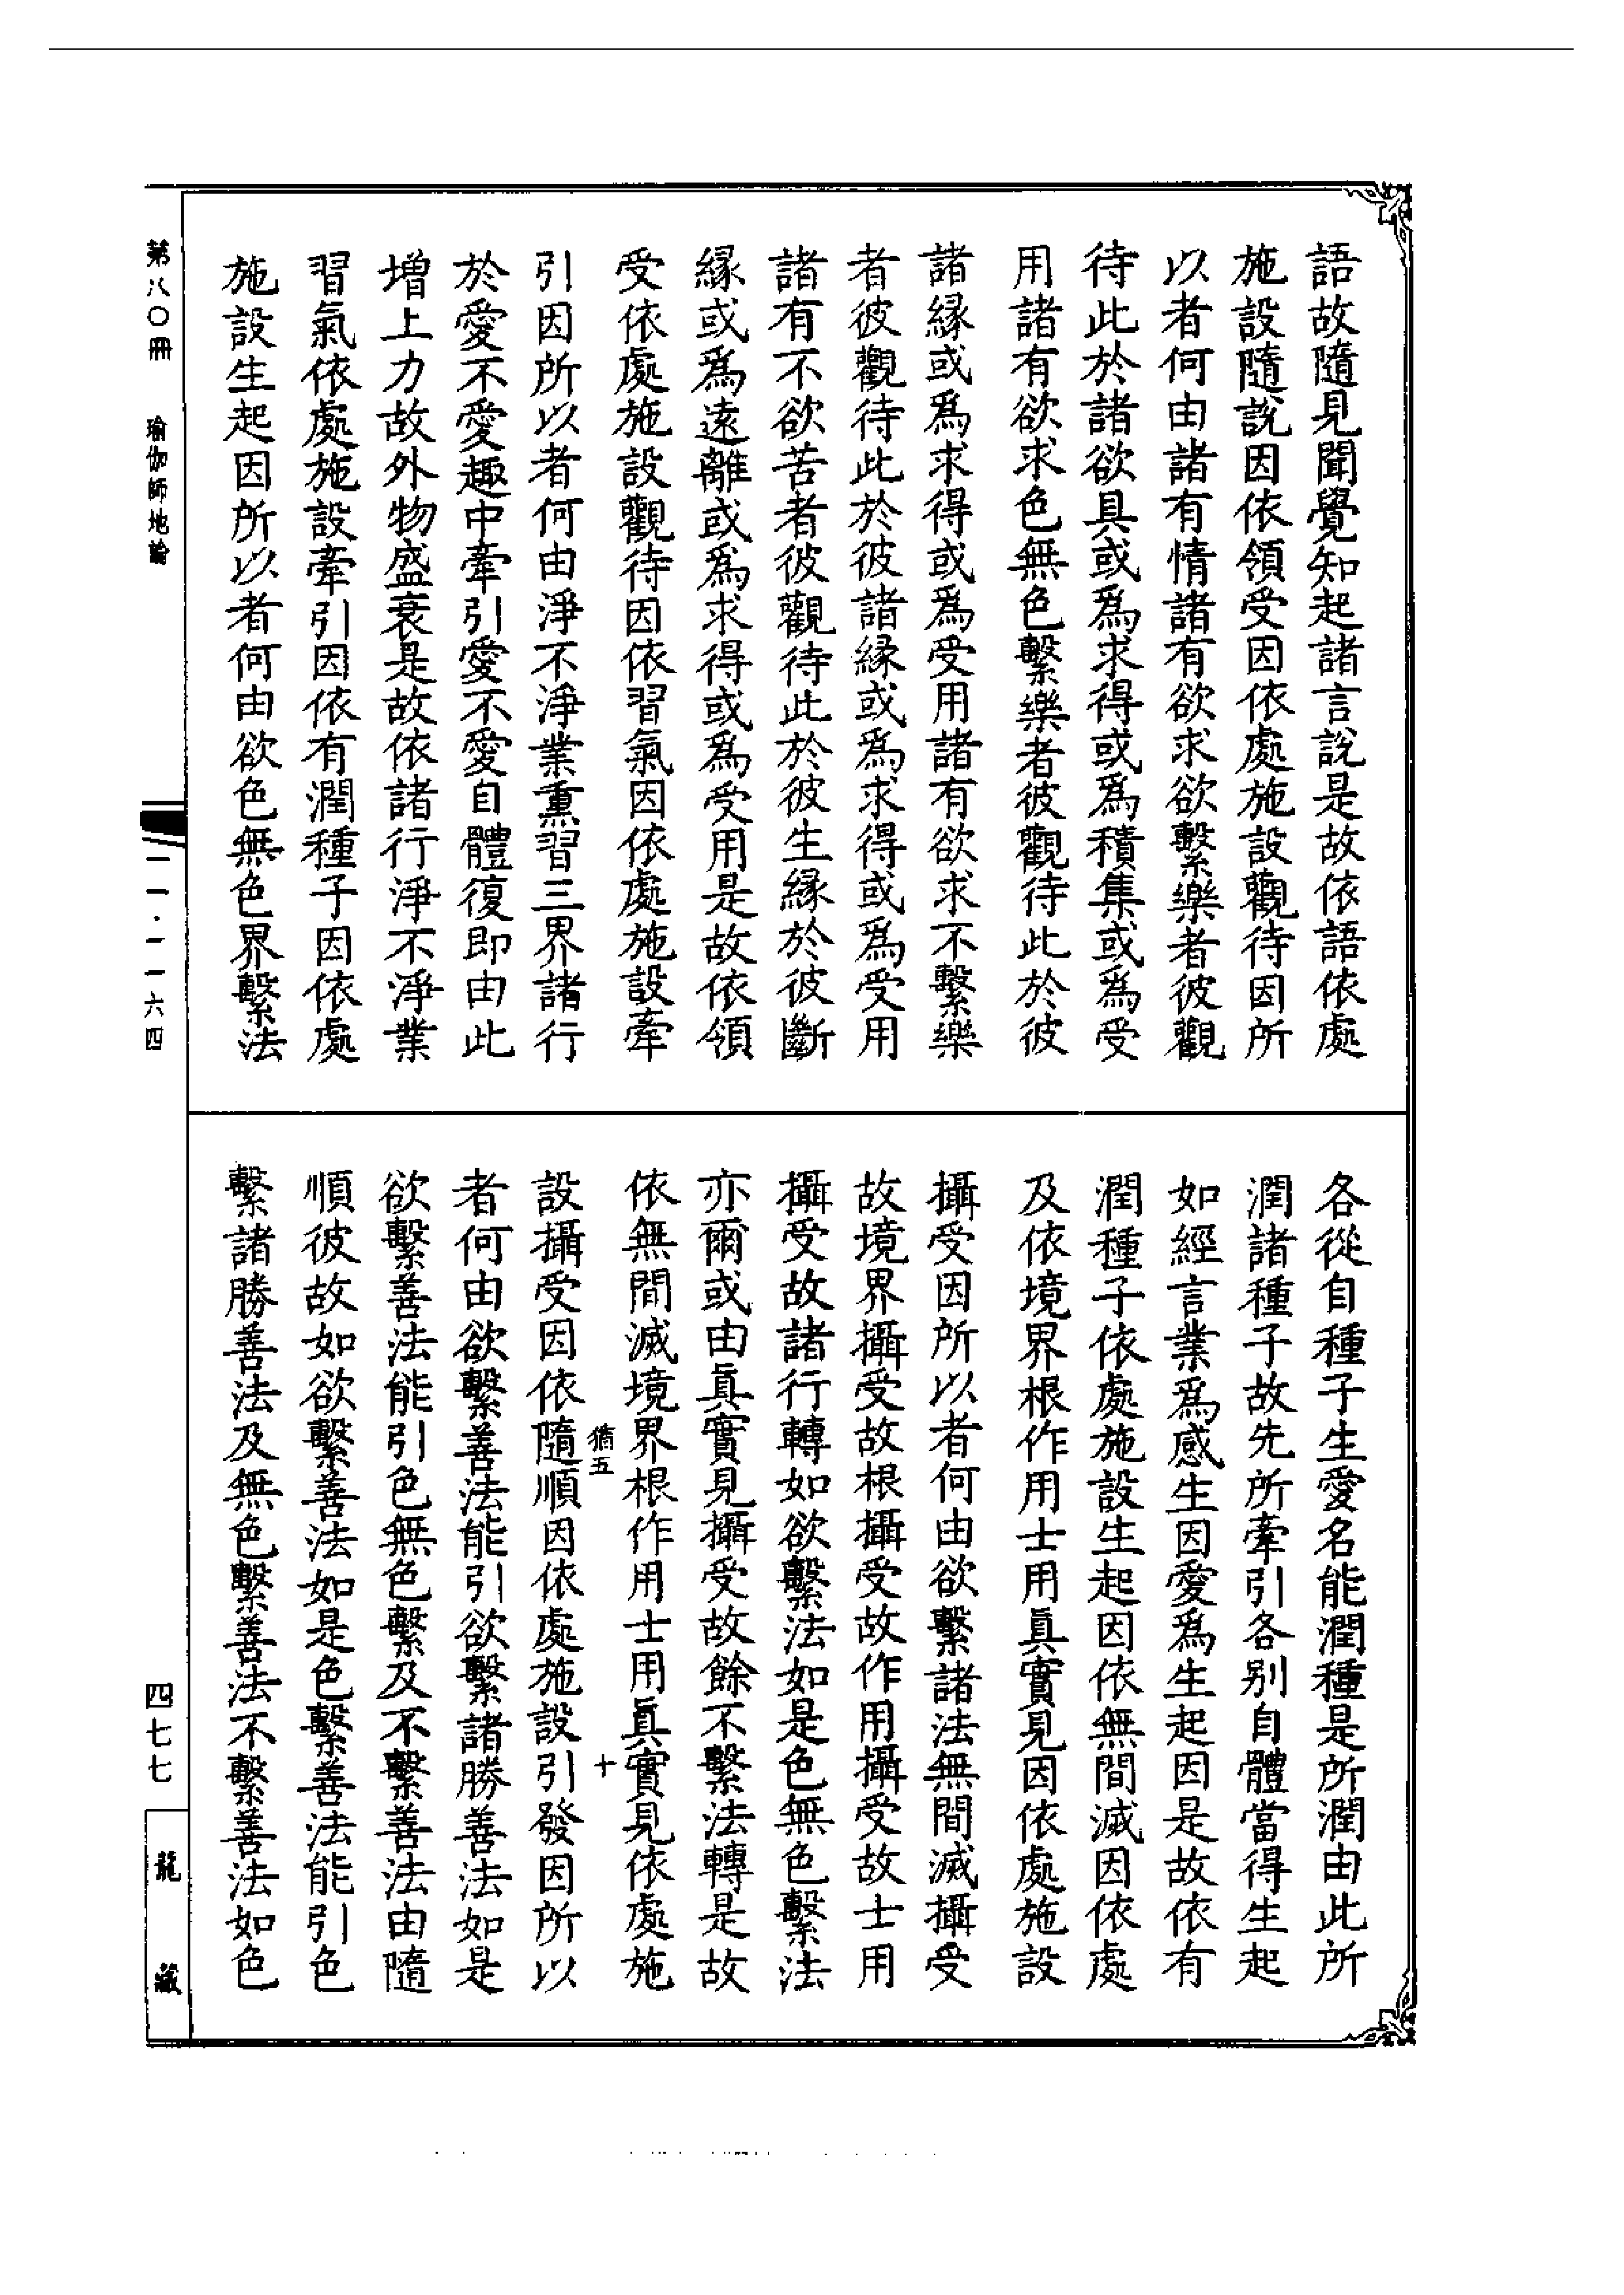 語故隨見聞覺知起諸言説是故依語依處
施設隨説因依領受因依處施設觀待因所
以者何由諸有情諸有欲求欲繫樂者彼觀
待此於諸欲具或爲求得或爲積集或爲受
用諸有欲求色無色繫樂者彼觀待此於彼
諸縁或爲求得或爲受用諸有欲求不繫樂
者彼觀待此於彼諸縁或爲求得或爲受用
諸有不欲苦者彼觀待此於彼生縁於彼斷
縁或爲遠離或爲求得或爲受用是故依領
受依處施設觀待因依習氣因依處施設牽
引因所以者何由淨不淨業熏習三界諸行
於愛不愛趣中牽引愛不愛自體復即由此
增上力故外物盛衰是故依諸行淨不淨業
習氣依處施設牽引因依有潤種子因依處
施設生起因所以者何由欲色無色界繫法
各從自種子生愛名能潤種是所潤由此所
潤諸種子故先所牽引各别自體當得生起
如經言業爲感生因愛爲生起因是故依有
潤種子依處施設生起因依無間滅因依處
及依境界根作用士用眞實見因依處施設
攝受因所以者何由欲繫諸法無間滅攝受
故境界攝受故根攝受故作用攝受故士用
攝受故諸行轉如欲繫法如是色無色繫法
亦爾或由眞實見攝受故餘不繫法轉是故
依無間滅境界根作用士用眞實見依處施
猗五 十
設攝受因依隨順因依處施設引發因所以
者何由欲繫善法能引欲繫諸勝善法如是
欲繫善法能引色無色繫及不繫善法由隨
順彼故如欲繫善法如是色繫善法能引色
繫諸勝善法及無色繫善法不繫善法如色
第八〇冊 瑜伽師地論
一一·一一六四
四七七
龍藏